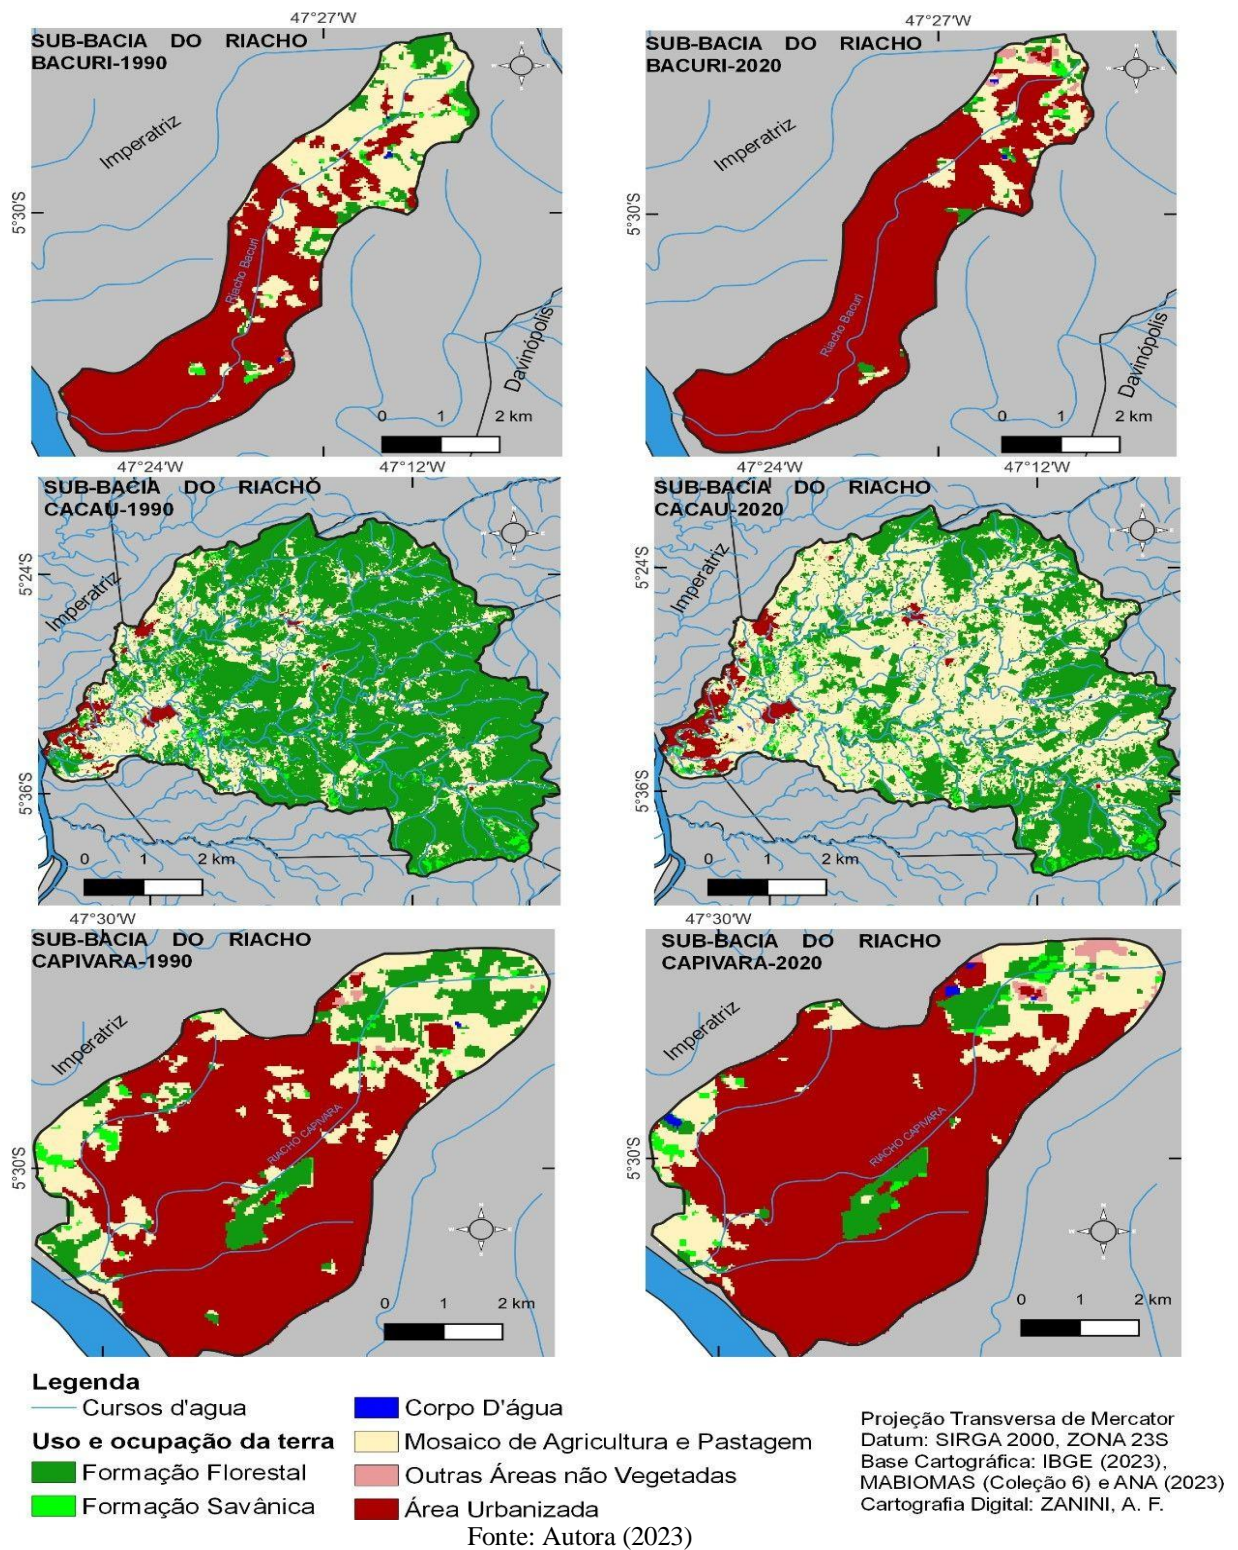 47°27'W
47°27'W
SUB-BACIA DO RIACHO
BACURI-1990
Imperatriz
5°30'S
Riacho Bacuri
Davinópolis
0 1 2 km
SUB-BACIA DO RIACHO
BACURI-2020
Imperatriz
5°30'S
Riacho Bacuri
Davinópolis
0 1 2 km
47°24'W 47°12'W
47°24'W 47°12'W
SUB-BACIA DO RIACHO
CACAU-1990
Imperatriz
5°24'S
5°36'S
0 1 2 km
SUB-BACIA DO RIACHO
CACAU-2020
Imperatriz
5°24'S
5°36'S
0 1 2 km
47°30'W
47°30'W
SUB-BACIA DO RIACHO
CAPIVARA-1990
Imperatriz
RIACHO CAPIVARA
5°30'S
0 1 2 km
SUB-BACIA DO RIACHO
CAPIVARA-2020
Imperatriz
RIACHO CAPIVARA
5°30'S
0 1 2 km
Legenda
Cursos d'agua
Uso e ocupação da terra
Formação Florestal
Formação Savânica
Corpo D'água
Mosaico de Agricultura e Pastagem
Outras Áreas não Vegetadas
Área Urbanizada
Projeção Transversa de Mercator
Datum: SIRGA 2000, ZONA 23S
Base Cartográfica: IBGE (2023),
MABIOMAS (Coleção 6) e ANA (2023)
Cartografia Digital: ZANINI, A. F.
Fonte: Autora (2023)